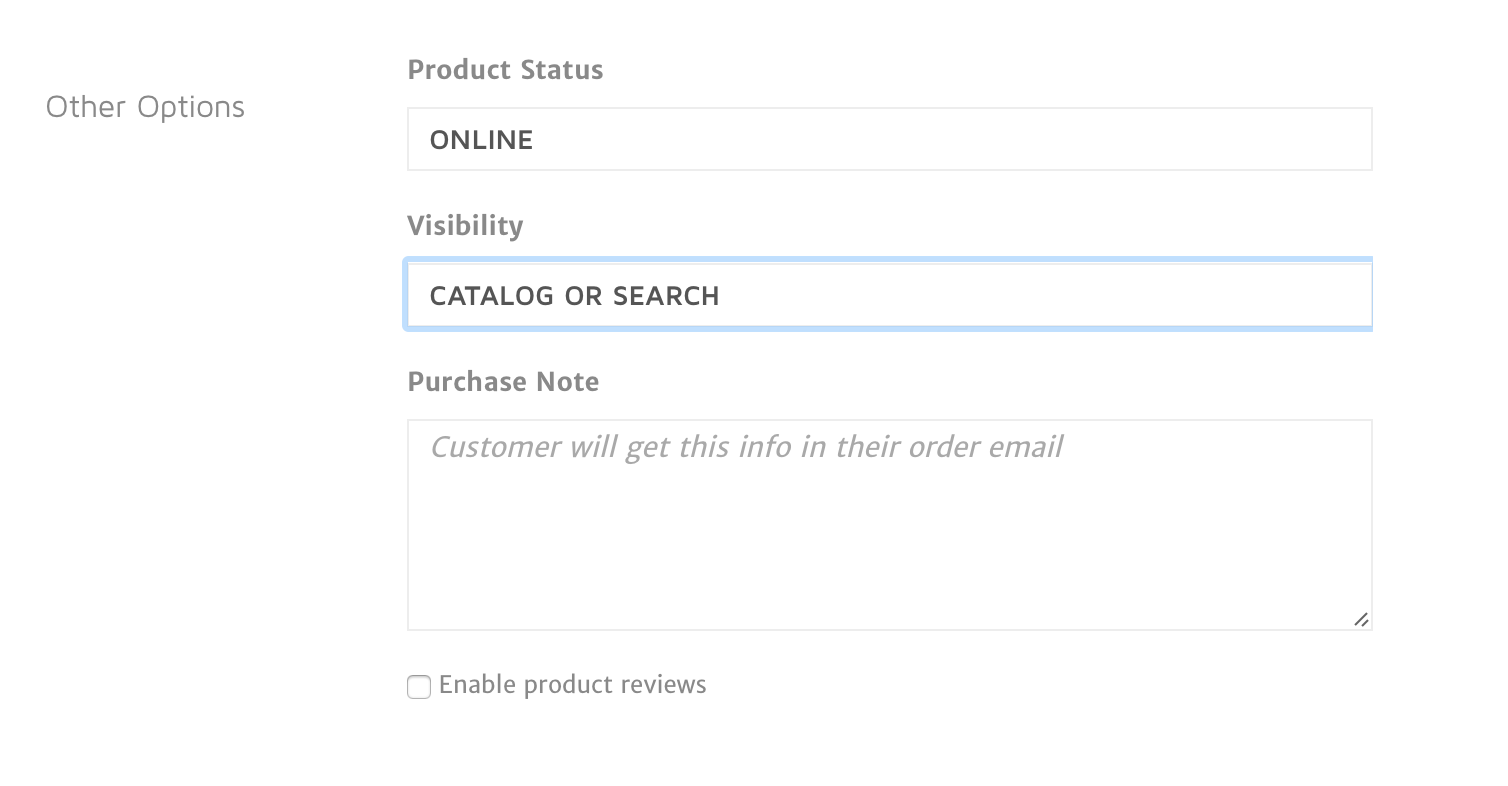 Other Options
Product Status
ONLINE
Visibility
CATALOG OR SEARCH
Purchase Note
Customer will get this info in their order email
Enable product reviews